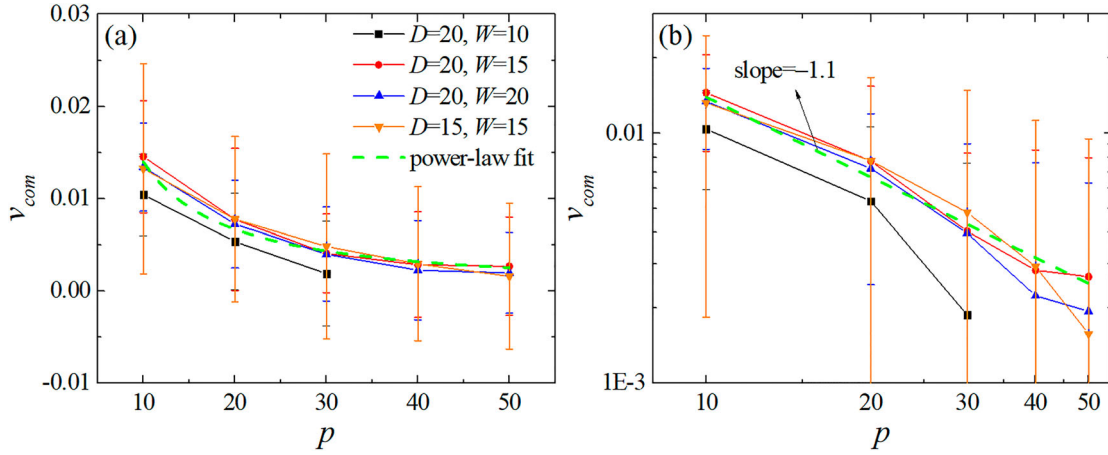 (a)
D=20, W=10
D=20, W=15
D=20, W=20
D=15, W=15
power-law fit
0.03
0.02
0.01
0.00
-0.01
10 20 30 40 50
v_com
p
(b)
slope=−1.1
0.01
1E-3
10 20 30 40 50
v_com
p